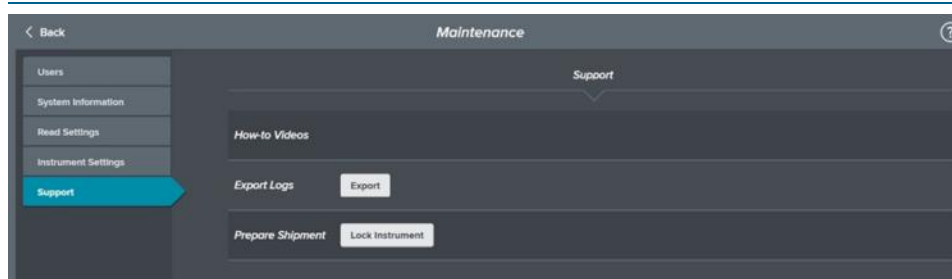 Back
Maintenance
?
Users
System Information
Read Settings
Instrument Settings
Support
Support
How-to Videos
Export Logs Export
Prepare Shipment Lock Instrument